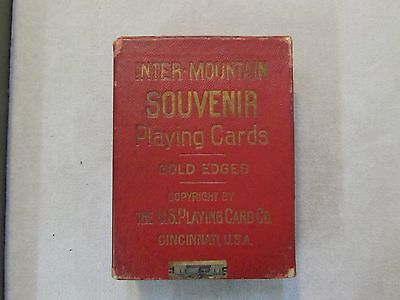 INTER-MOUNTAIN
SOUVENIR
Playing Cards
GOLD EDGES
COPYRIGHT BY
THE U.S. PLAYING CARD CO.
CINCINNATI, U.S.A.